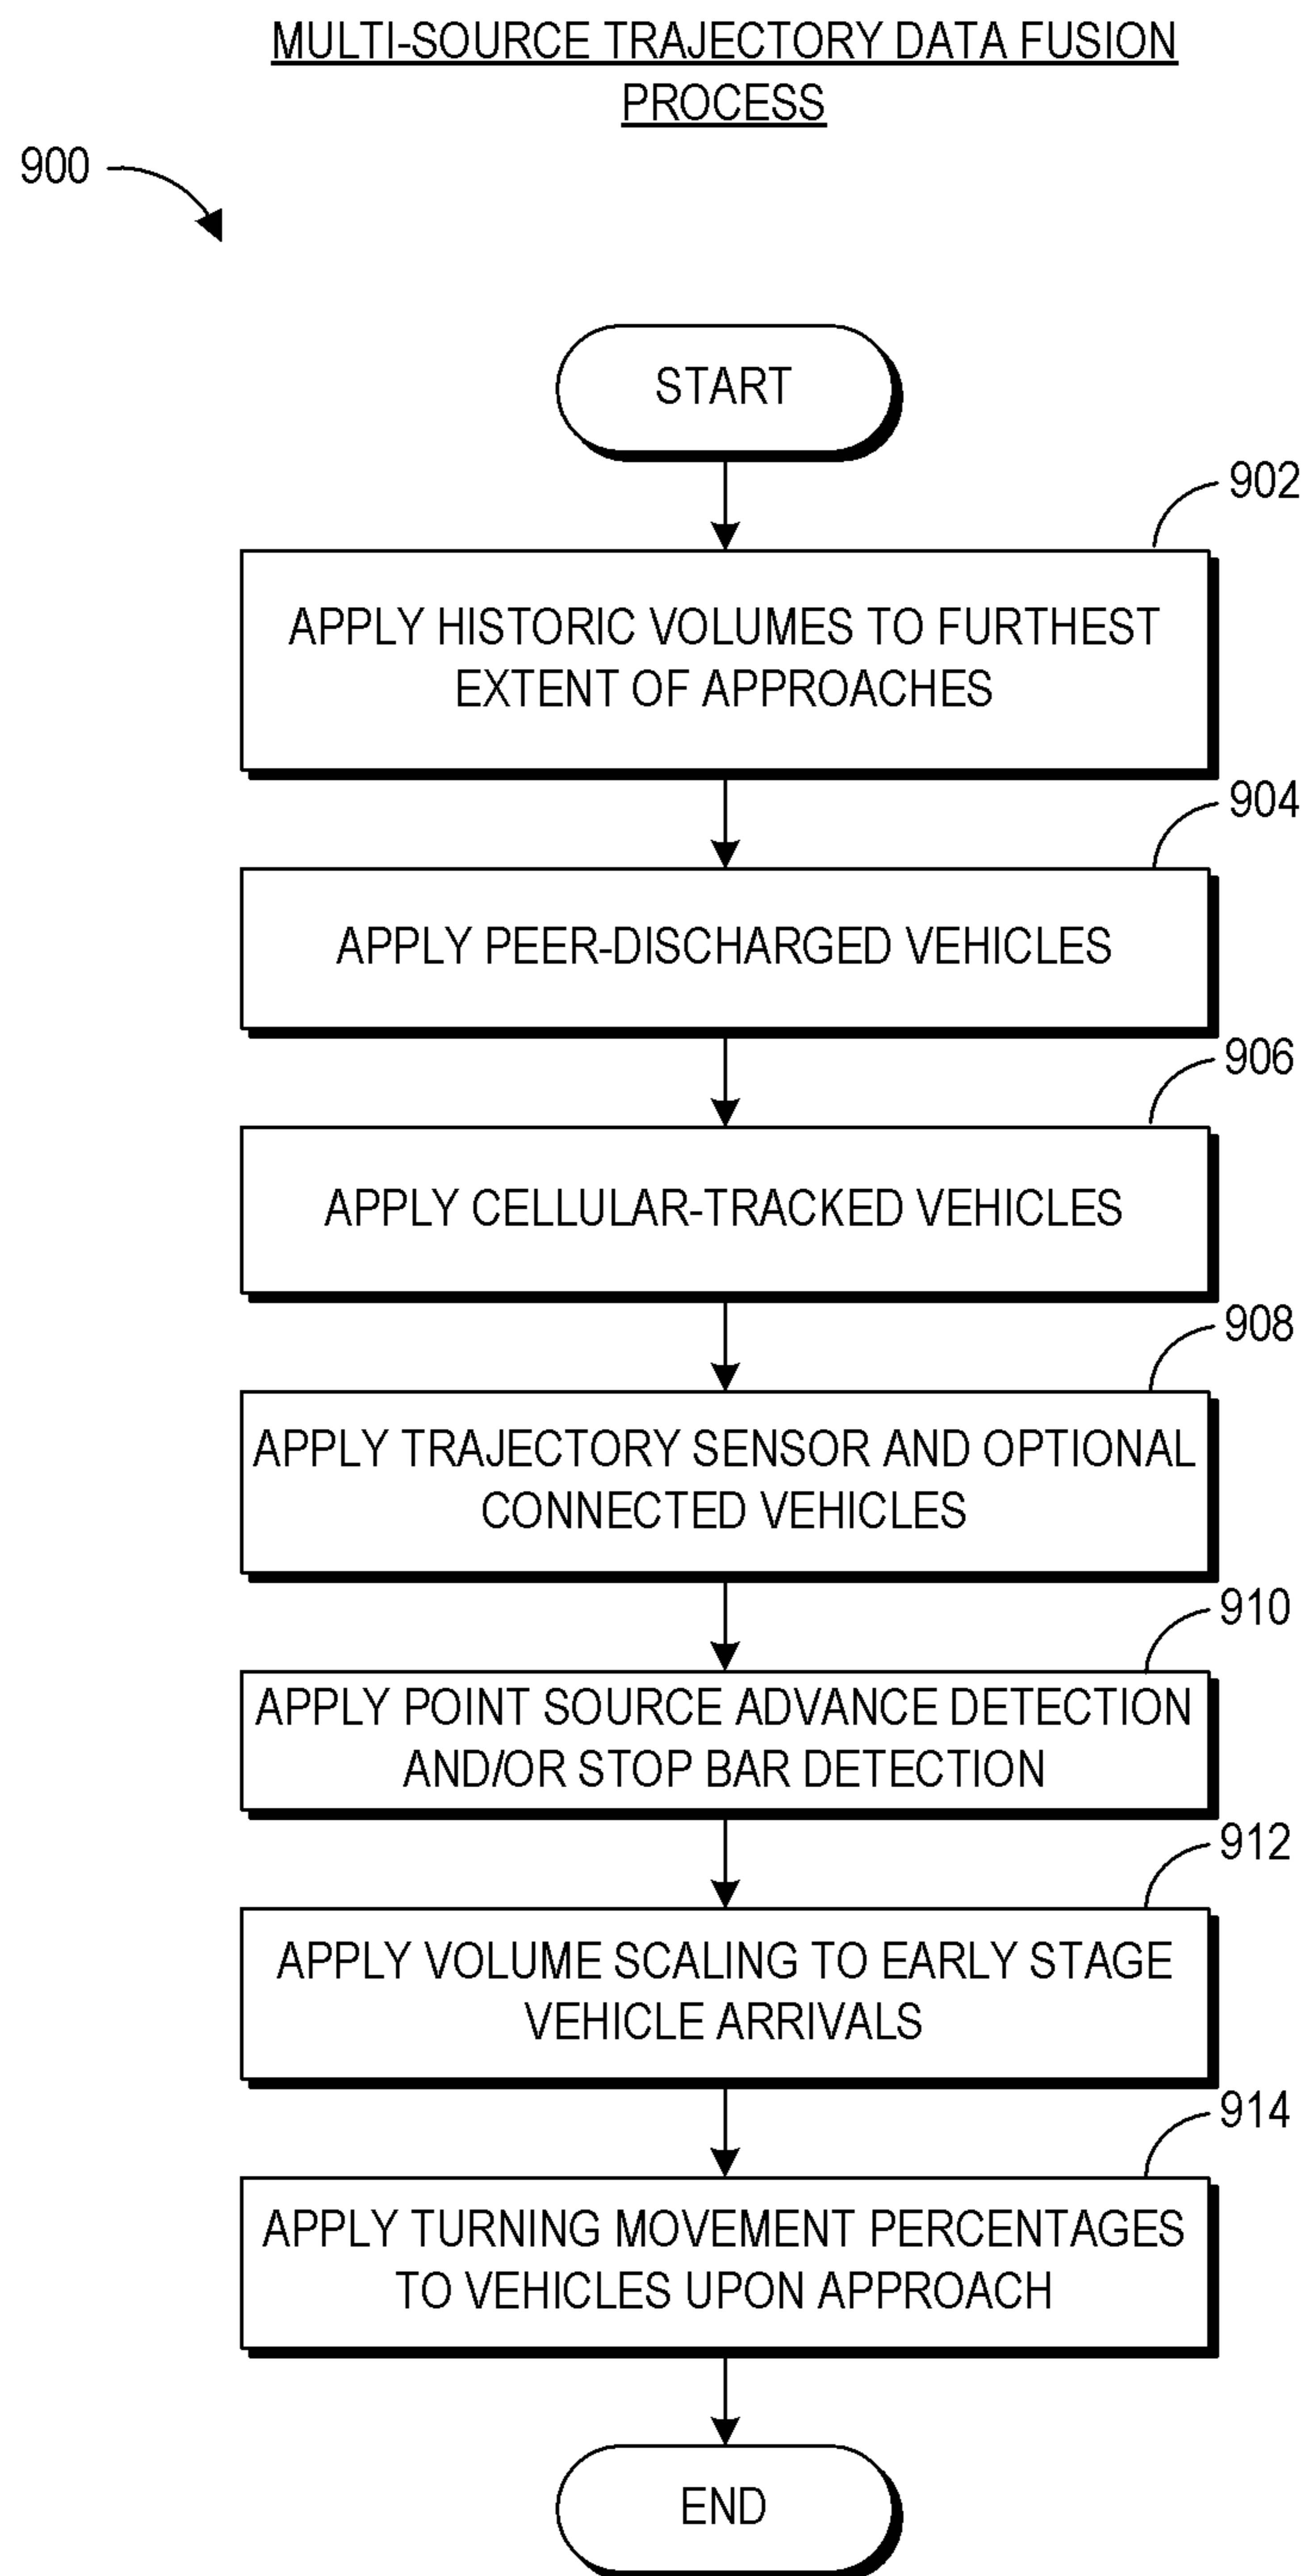 MULTI-SOURCE TRAJECTORY DATA FUSION
PROCESS
900
START
902
APPLY HISTORIC VOLUMES TO FURTHEST
EXTENT OF APPROACHES
904
APPLY PEER-DISCHARGED VEHICLES
906
APPLY CELLULAR-TRACKED VEHICLES
908
APPLY TRAJECTORY SENSOR AND OPTIONAL
CONNECTED VEHICLES
910
APPLY POINT SOURCE ADVANCE DETECTION
AND/OR STOP BAR DETECTION
912
APPLY VOLUME SCALING TO EARLY STAGE
VEHICLE ARRIVALS
914
APPLY TURNING MOVEMENT PERCENTAGES
TO VEHICLES UPON APPROACH
END